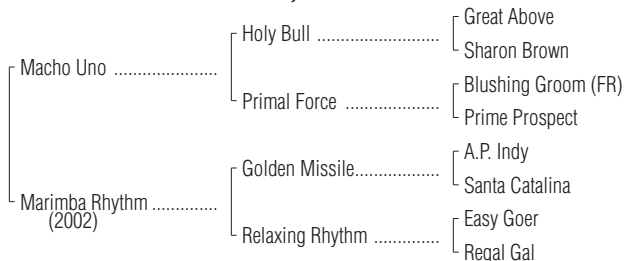 Holy Bull ........................
Great Above
Sharon Brown
Macho Uno .....................
Primal Force ...................
Blushing Groom (FR)
Prime Prospect
Golden Missile.................
A.P. Indy
Santa Catalina
Marimba Rhythm .............
(2002)
Relaxing Rhythm .............
Easy Goer
Regal Gal